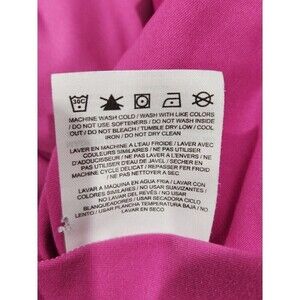 30C
MACHINE WASH COLD / WASH WITH LIKE COLORS
/ DO NOT USE SOFTENERS / DO NOT WASH INSIDE
OUT / DO NOT BLEACH / TUMBLE DRY LOW / COOL
IRON / DO NOT DRY CLEAN
LAVER EN MACHINE A L'EAU FROIDE / AVEC
COULEURS SIMILAIRES / NE PAS UTILISER
D'ADOUCISSEUR / NE PAS LAVER A L'ENVERS / NE
PAS UTILISER D'EAU DE JAVEL / SECHER EN
MACHINE CYCLE DELICAT / REPASSER FER FROID
/ NE PAS NETTOYER A SEC
LAVAR A MAQUINA EN AGUA FRIA / LAVAR CON
COLORES SIMILARES / NO USAR SUAVIZANTES /
NO LAVAR DEL REVES / NO USAR
BLANQUEADORES / USAR SECADORA CICLO
LENTO / USAR PLANCHA TEMPERATURA BAJA / NO
LAVAR EN SECO